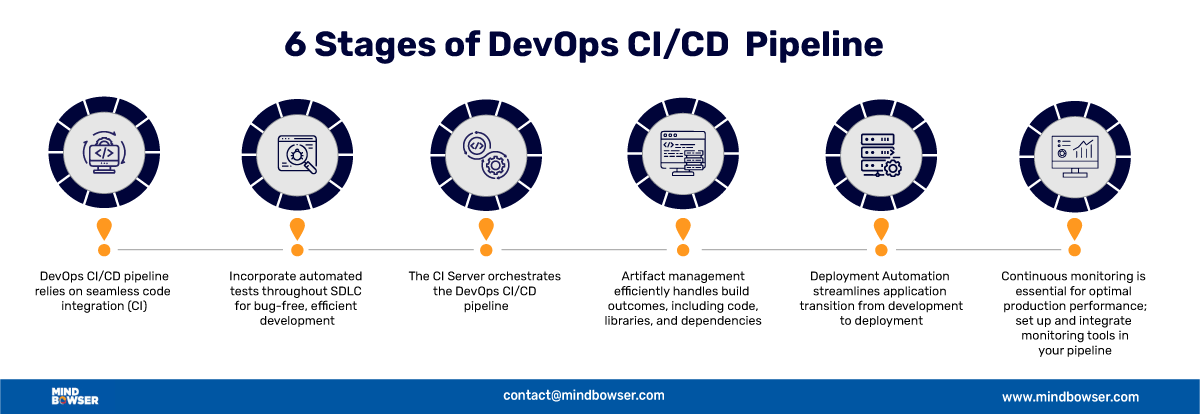 6 Stages of DevOps CI/CD Pipeline
DevOps CI/CD pipeline
relies on seamless code
integration (CI)
Incorporate automated
tests throughout SDLC
for bug-free, efficient
development
The CI Server orchestrates
the DevOps CI/CD
pipeline
Artifact management
efficiently handles build
outcomes, including code,
libraries, and dependencies
Deployment Automation
streamlines application
transition from development
to deployment
Continuous monitoring is
essential for optimal
production performance;
set up and integrate
monitoring tools in
your pipeline
MIND
BOWSER
contact@mindbowser.com
www.mindbowser.com